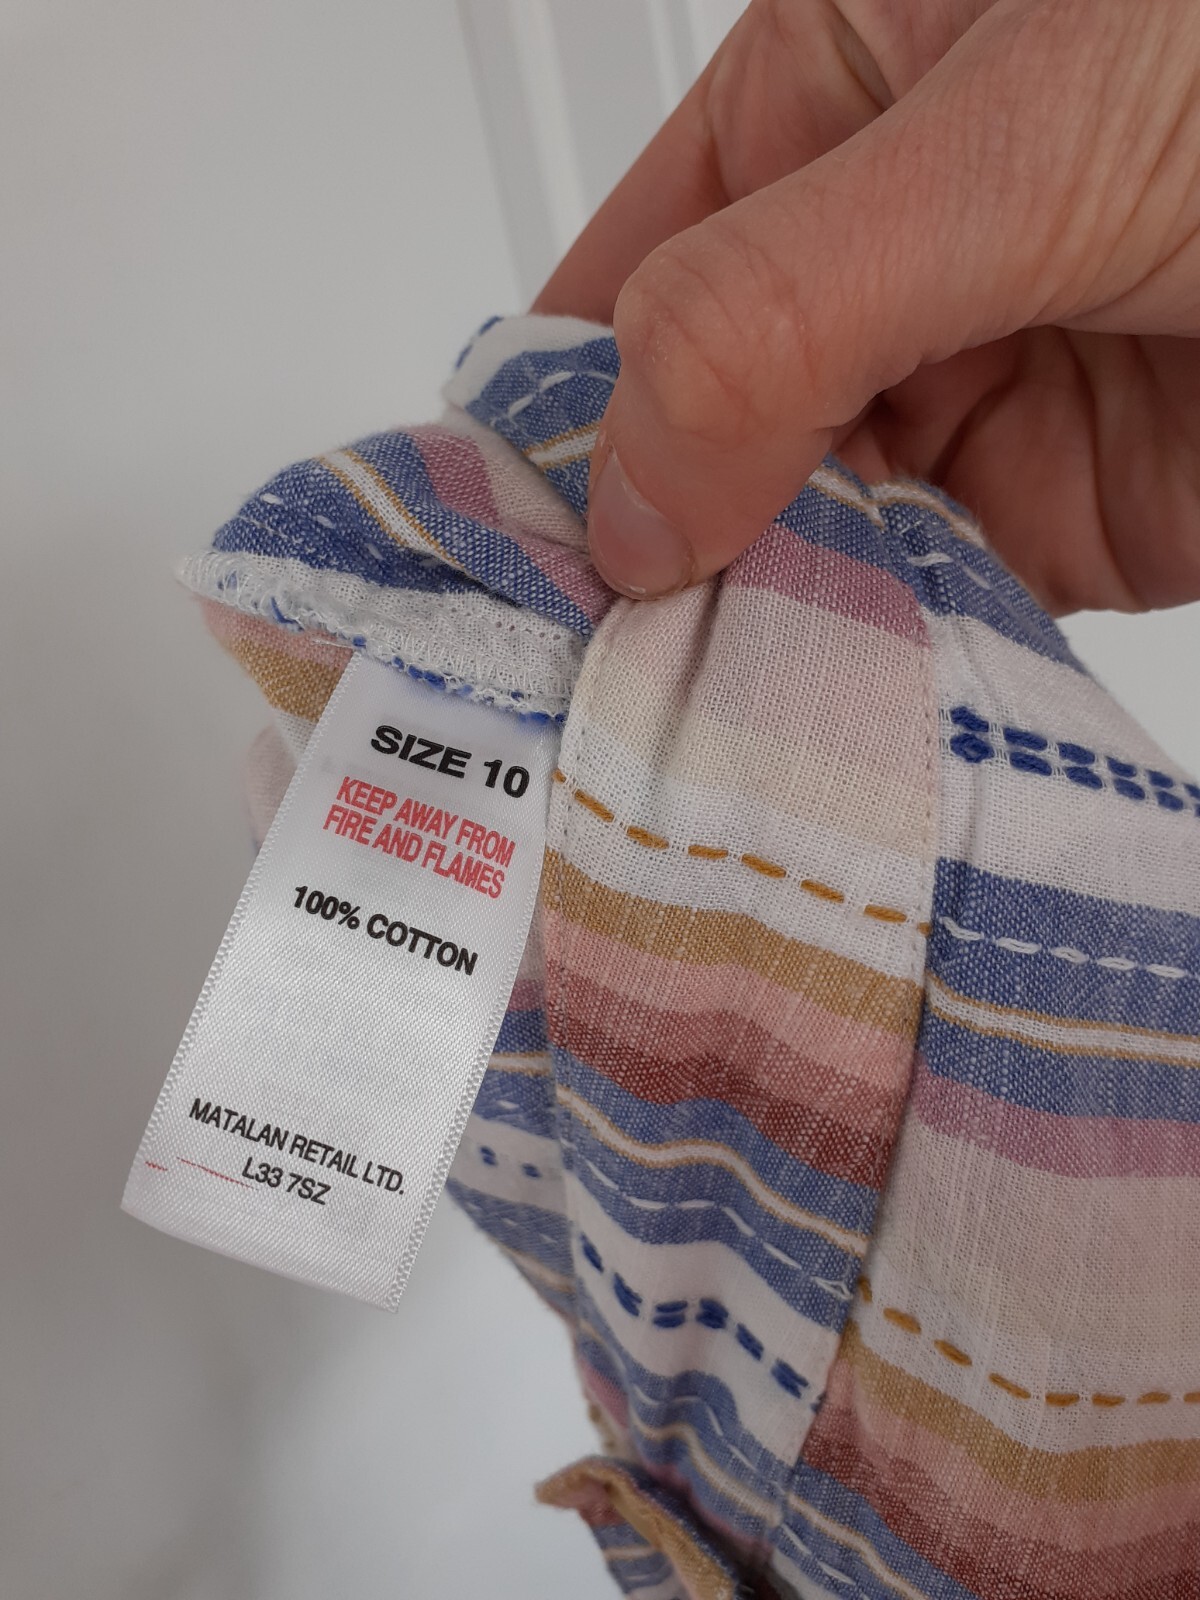 SIZE 10
KEEP AWAY FROM
FIRE AND FLAMES
100% COTTON
MATALAN RETAIL LTD.
L33 7SZ